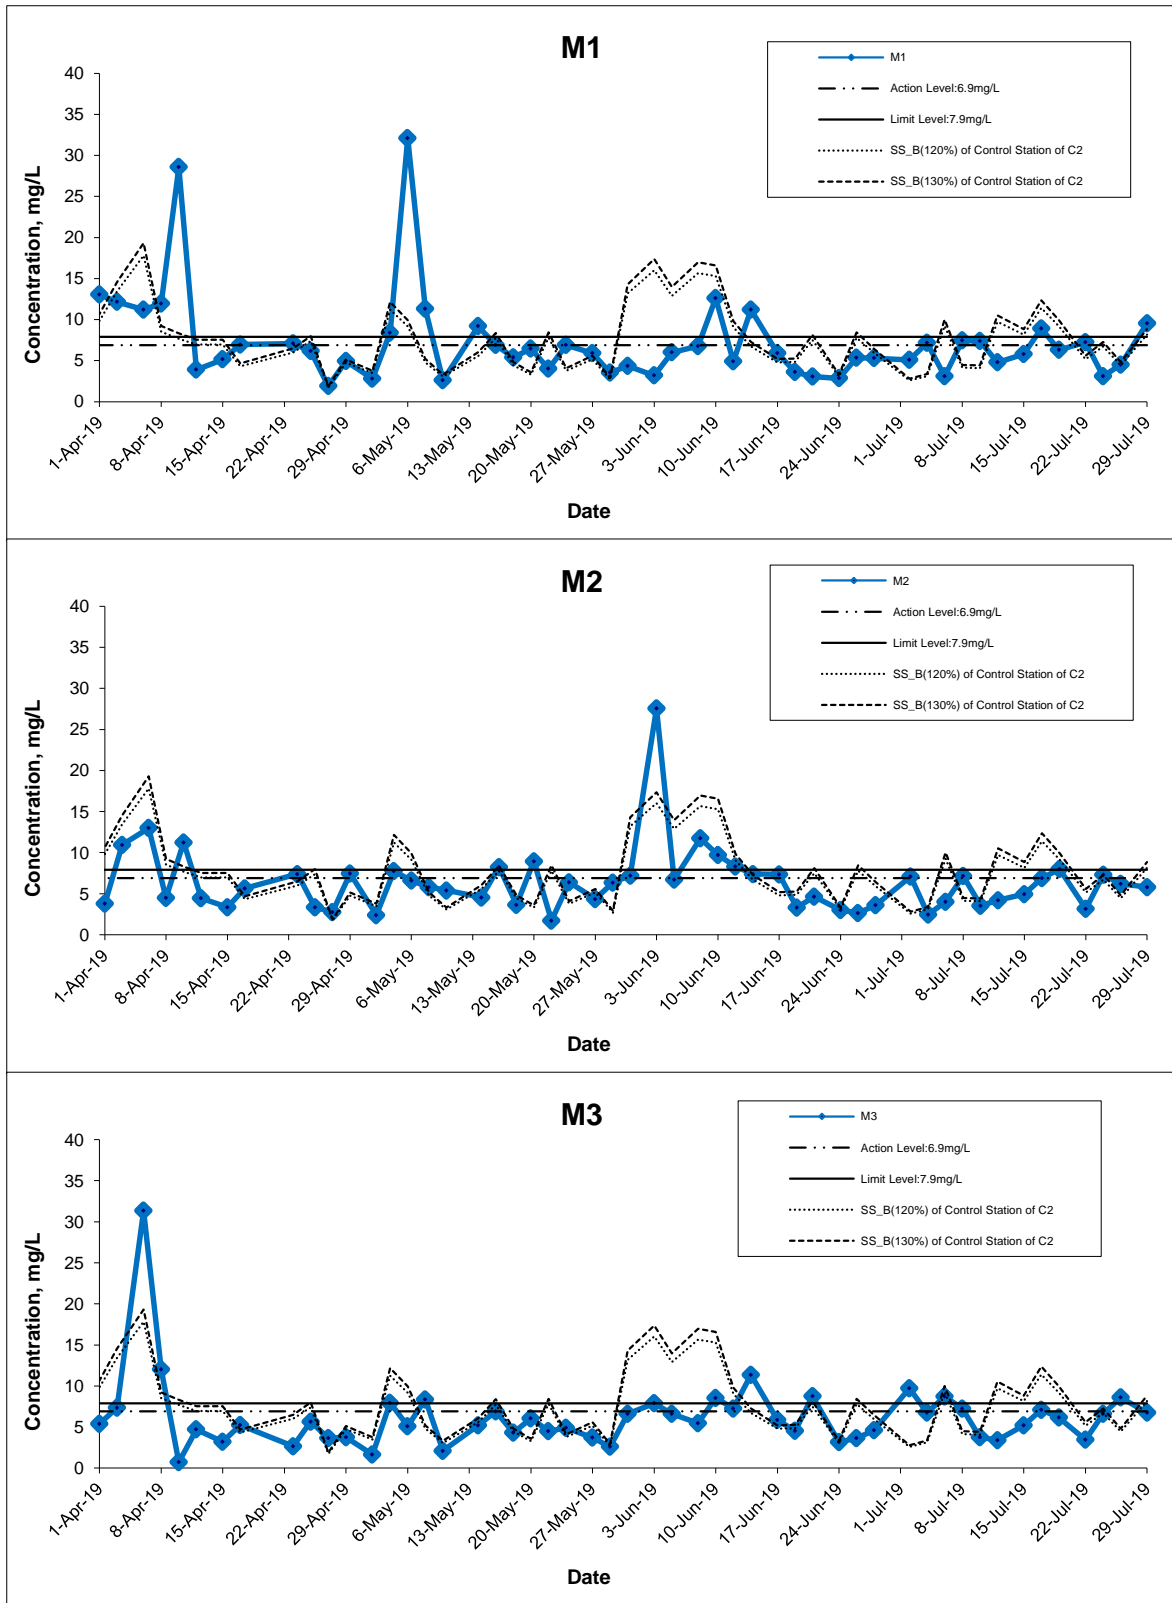 M1
M1
Action Level:6.9mg/L
Limit Level:7.9mg/L
SS_B(120%) of Control Station of C2
SS_B(130%) of Control Station of C2
Concentration, mg/L
40
35
30
25
20
15
10
5
0
1-Apr-19
8-Apr-19
15-Apr-19
22-Apr-19
29-Apr-19
6-May-19
13-May-19
20-May-19
27-May-19
3-Jun-19
10-Jun-19
17-Jun-19
24-Jun-19
1-Jul-19
8-Jul-19
15-Jul-19
22-Jul-19
29-Jul-19
Date
M2
M2
Action Level:6.9mg/L
Limit Level:7.9mg/L
SS_B(120%) of Control Station of C2
SS_B(130%) of Control Station of C2
Concentration, mg/L
40
35
30
25
20
15
10
5
0
1-Apr-19
8-Apr-19
15-Apr-19
22-Apr-19
29-Apr-19
6-May-19
13-May-19
20-May-19
27-May-19
3-Jun-19
10-Jun-19
17-Jun-19
24-Jun-19
1-Jul-19
8-Jul-19
15-Jul-19
22-Jul-19
29-Jul-19
Date
M3
M3
Action Level:6.9mg/L
Limit Level:7.9mg/L
SS_B(120%) of Control Station of C2
SS_B(130%) of Control Station of C2
Concentration, mg/L
40
35
30
25
20
15
10
5
0
1-Apr-19
8-Apr-19
15-Apr-19
22-Apr-19
29-Apr-19
6-May-19
13-May-19
20-May-19
27-May-19
3-Jun-19
10-Jun-19
17-Jun-19
24-Jun-19
1-Jul-19
8-Jul-19
15-Jul-19
22-Jul-19
29-Jul-19
Date